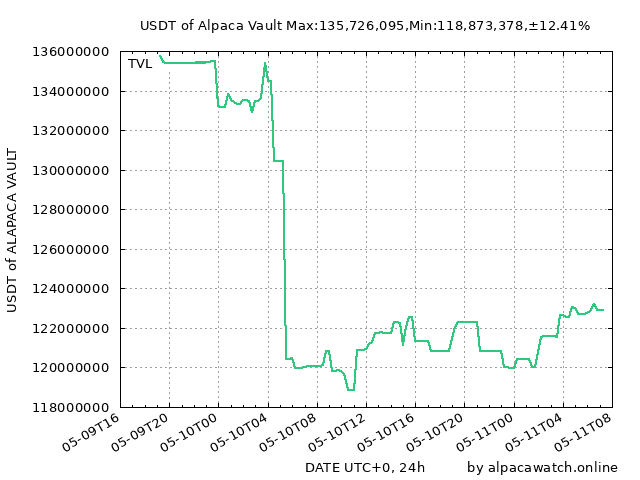 USDT of Alpaca Vault Max:135,726,095,Min:118,873,378,±12.41%
TVL
USDT of ALAPACA VAULT
136000000
134000000
132000000
130000000
128000000
126000000
124000000
122000000
120000000
118000000
05-09T16
05-09T20
05-10T00
05-10T04
05-10T08
05-10T12
05-10T16
05-10T20
05-11T00
05-11T04
05-11T08
DATE UTC+0, 24h
by alpacawatch.online